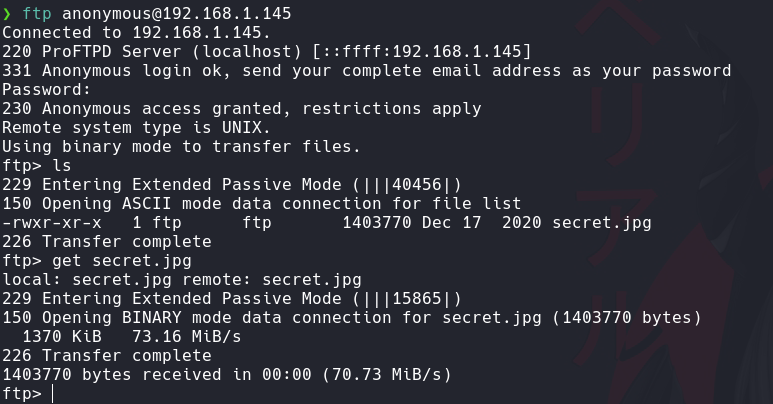 ❯ ftp anonymous@192.168.1.145
Connected to 192.168.1.145.
220 ProFTPD Server (localhost) [::ffff:192.168.1.145]
331 Anonymous login ok, send your complete email address as your password
Password:
230 Anonymous access granted, restrictions apply
Remote system type is UNIX.
Using binary mode to transfer files.
ftp> ls
229 Entering Extended Passive Mode (|||40456|)
150 Opening ASCII mode data connection for file list
-rwxr-xr-x   1 ftp      ftp       1403770 Dec 17  2020 secret.jpg
226 Transfer complete
ftp> get secret.jpg
local: secret.jpg remote: secret.jpg
229 Entering Extended Passive Mode (|||15865|)
150 Opening BINARY mode data connection for secret.jpg (1403770 bytes)
  1370 KiB   73.16 MiB/s
226 Transfer complete
1403770 bytes received in 00:00 (70.73 MiB/s)
ftp>
リアル